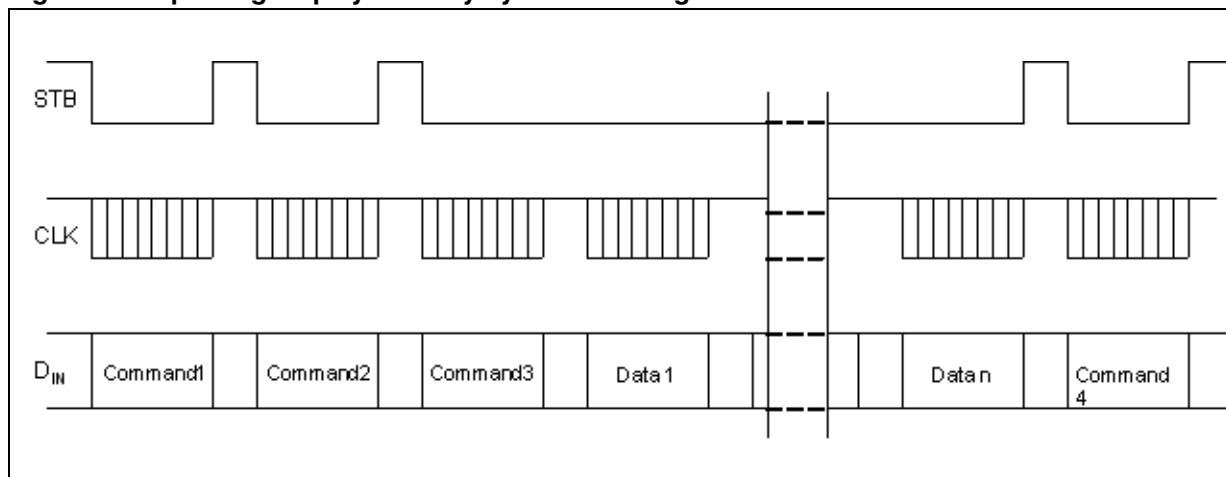 STB
CLK
DIN
Command1
Command2
Command3
Data 1
Data n
Command
4